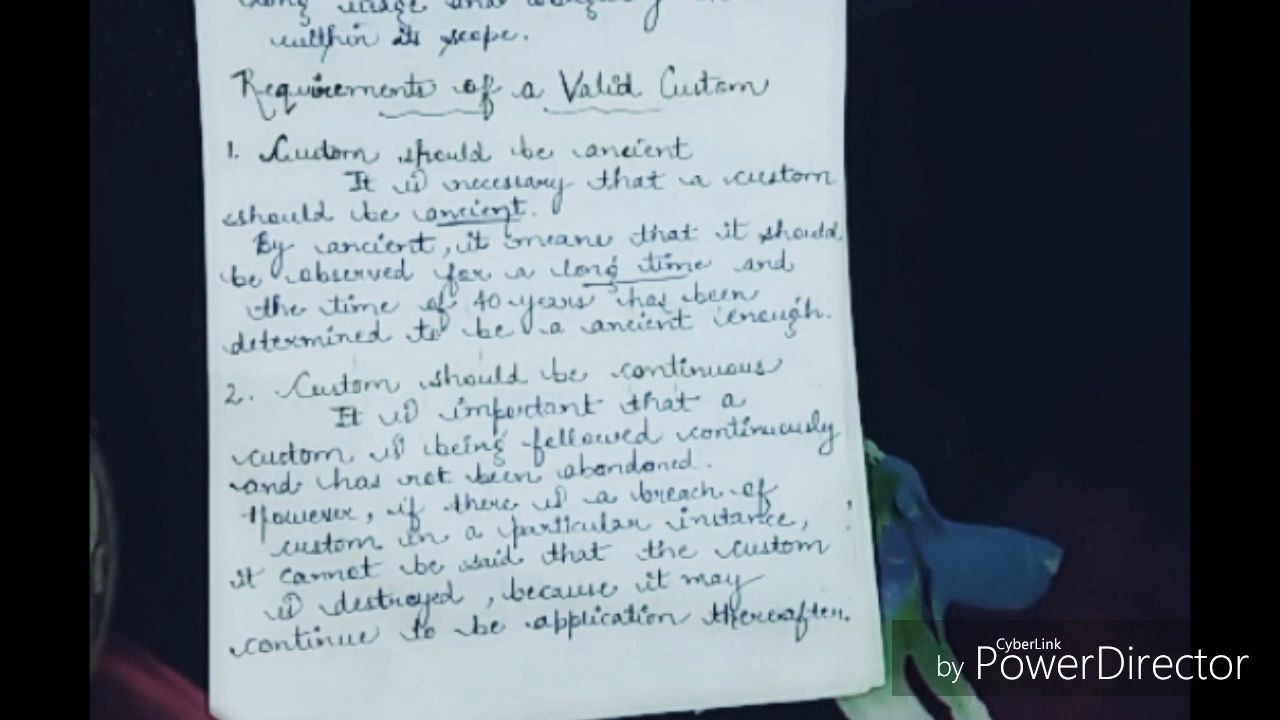 long usage and
within its scope.
Requirements of a Valid Custom
1. Custom should be ancient
It is necessary that a custom
should be ancient.
By ancient, it means that it should
be observed for a long time and
the time of 40 years has been
determined to be a ancient enough.
2. Custom should be continuous
It is important that a
custom is being followed continuously
and has not been abandoned.
However, if there is a breach of
custom in a particular instance,
it cannot be said that the custom
is destroyed, because it may
continue to be application thereafter.
CyberLink
by PowerDirector